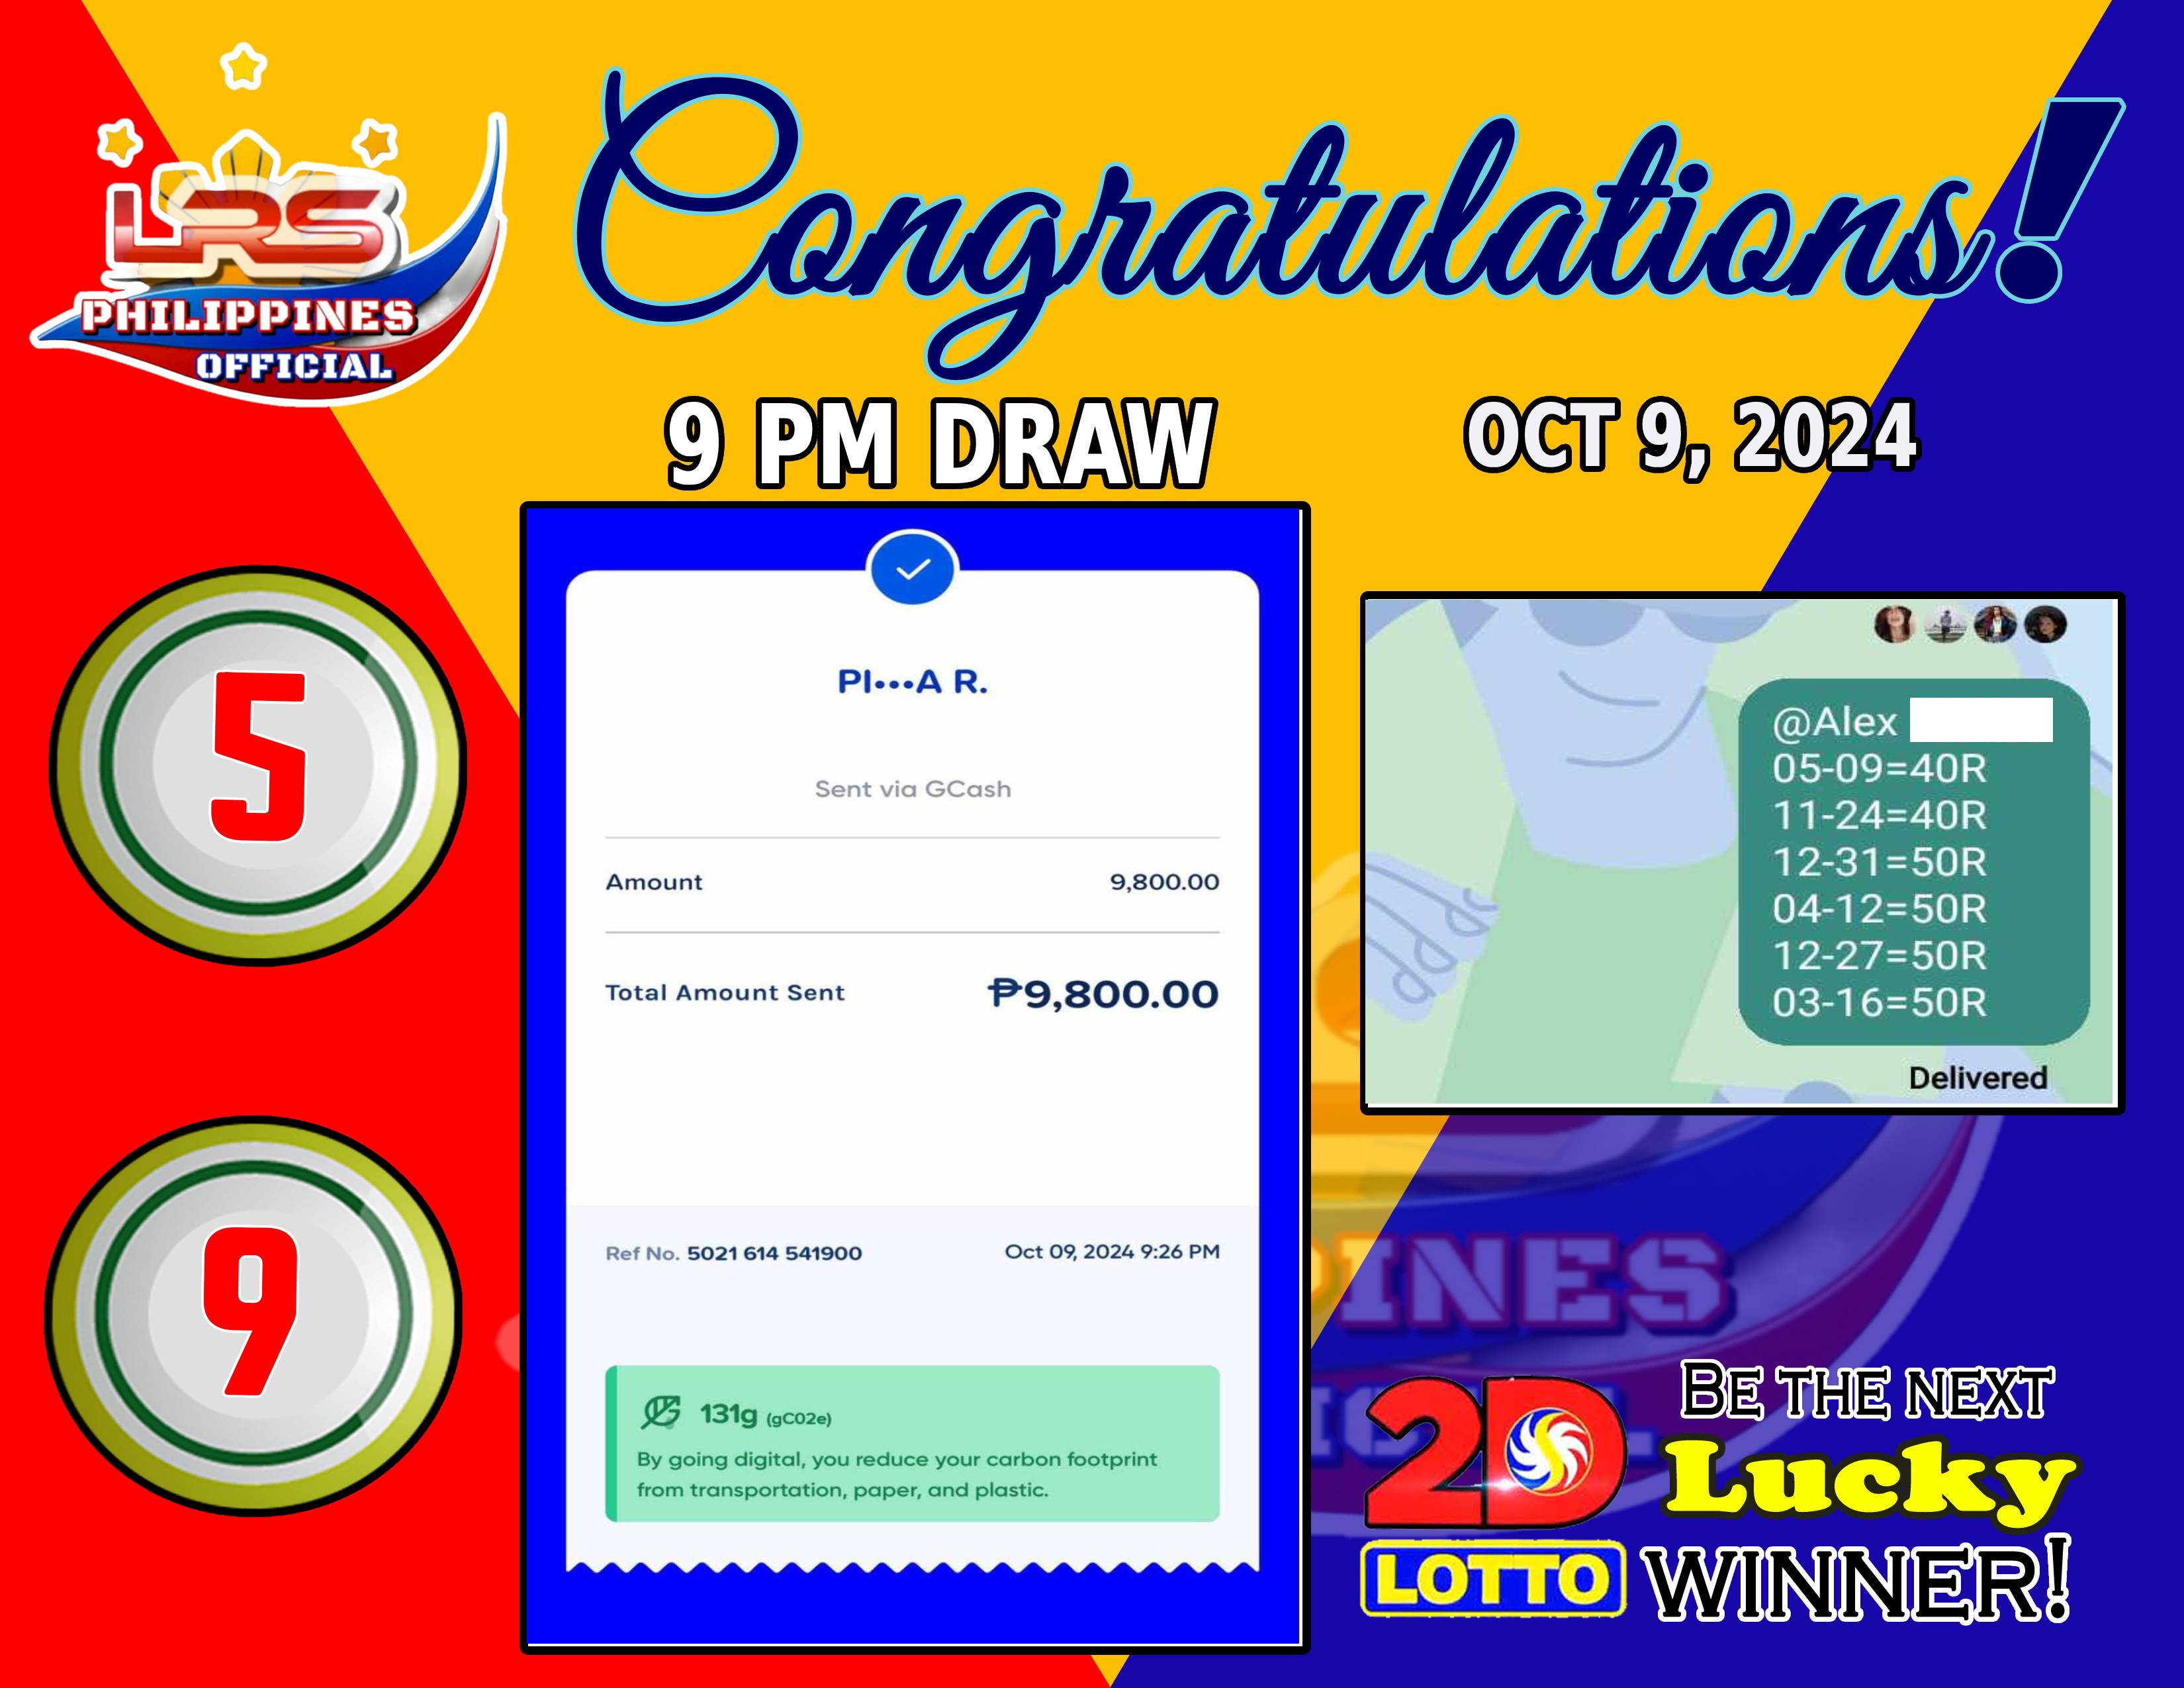 LRS
PHILIPPINES
OFFICIAL
Congratulations!
9 PM DRAW
OCT 9, 2024
5
9
PI•••A R.
Sent via GCash
Amount 9,800.00
Total Amount Sent ₱9,800.00
Ref No. 5021 614 541900 Oct 09, 2024 9:26 PM
131g (gCO2e)
By going digital, you reduce your carbon footprint
from transportation, paper, and plastic.
@Alex
05-09=40R
11-24=40R
12-31=50R
04-12=50R
12-27=50R
03-16=50R
Delivered
PINES
2D
LOTTO
BE THE NEXT
Lucky
WINNER!